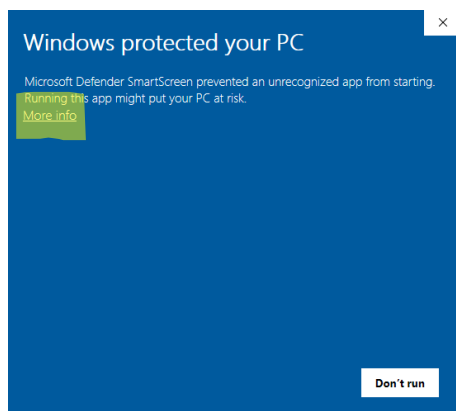 Windows protected your PC
Microsoft Defender SmartScreen prevented an unrecognized app from starting.
Running this app might put your PC at risk.
More info
Don't run